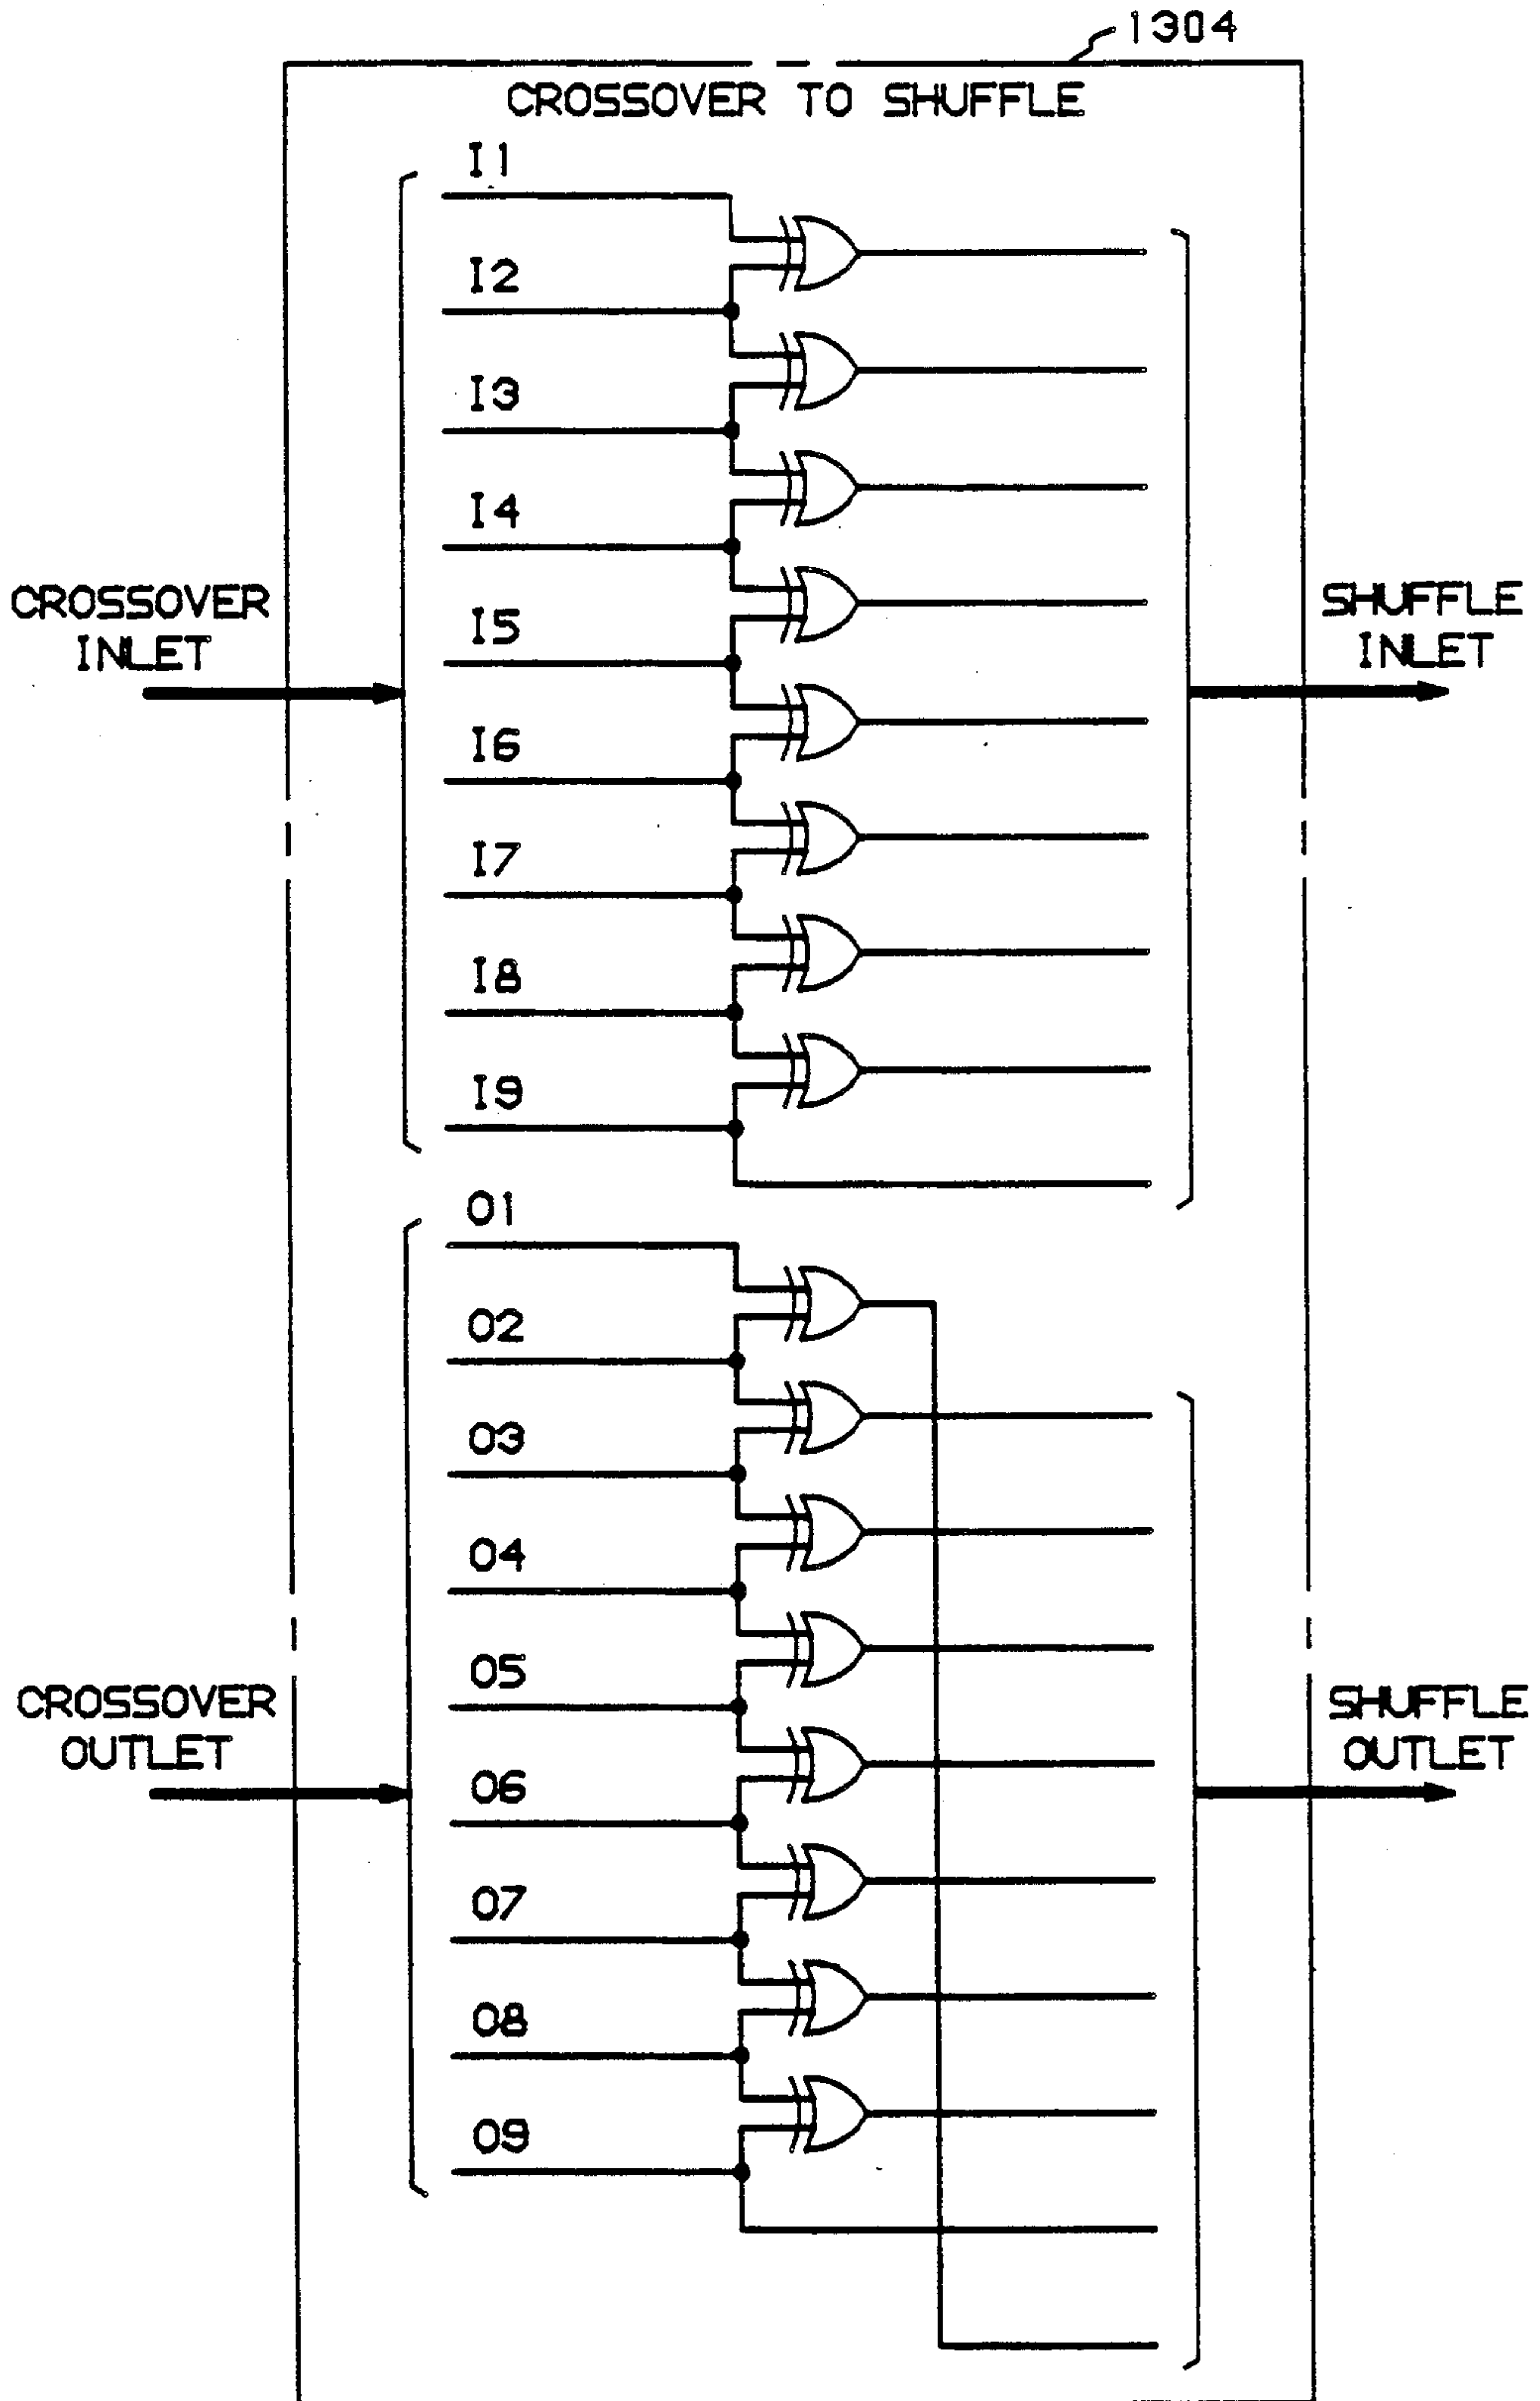 1304
CROSSOVER TO SHUFFLE
I1
I2
I3
I4
CROSSOVER
INLET
SHUFFLE
INLET
I5
I6
I7
I8
I9
O1
O2
O3
O4
O5
CROSSOVER
OUTLET
SHUFFLE
OUTLET
O6
O7
O8
O9